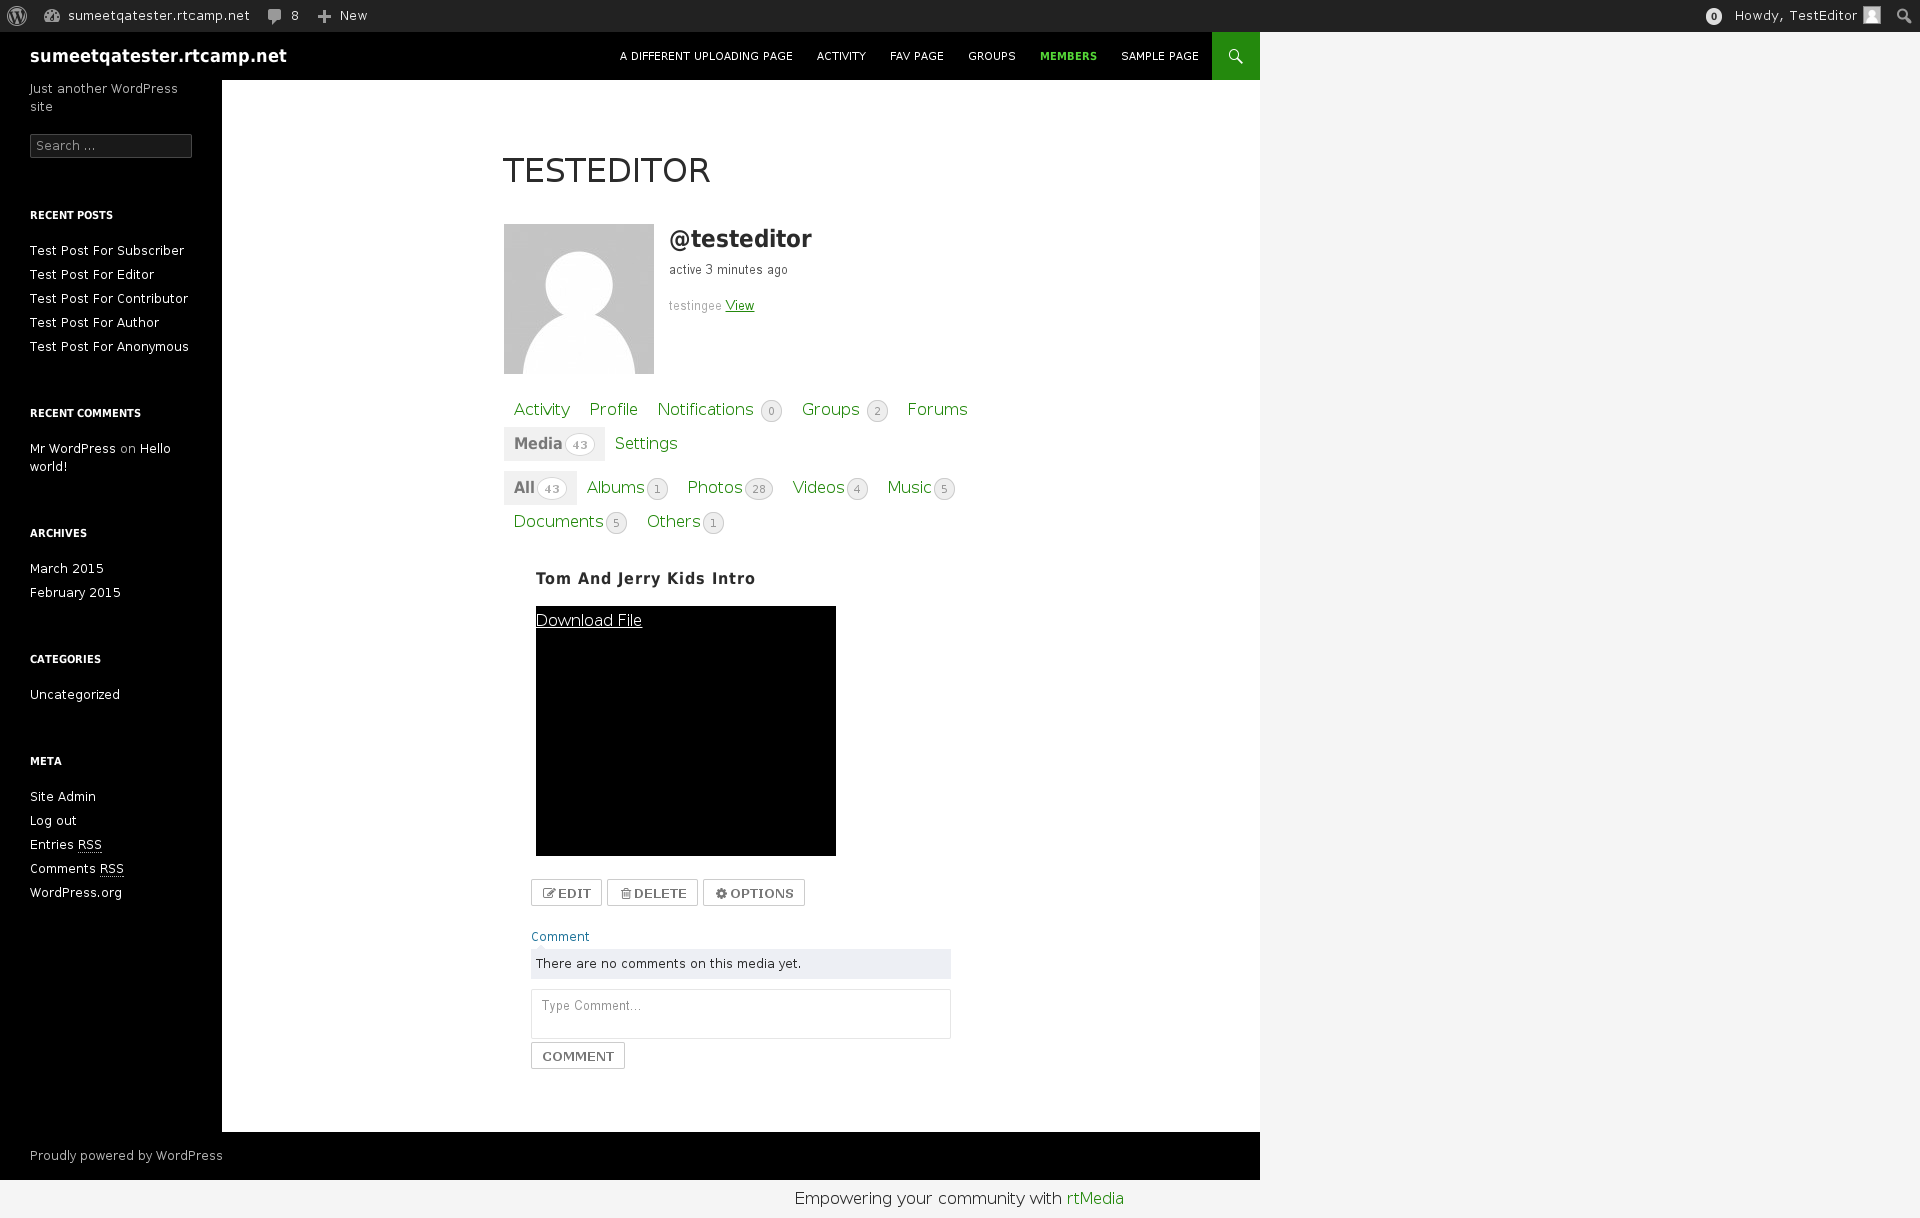 sumeetqatester.rtcamp.net 8 New
0 Howdy, TestEditor
sumeetqatester.rtcamp.net
A DIFFERENT UPLOADING PAGE ACTIVITY FAV PAGE GROUPS MEMBERS SAMPLE PAGE
Just another WordPress
site
Search ...
RECENT POSTS
Test Post For Subscriber
Test Post For Editor
Test Post For Contributor
Test Post For Author
Test Post For Anonymous
RECENT COMMENTS
Mr WordPress on Hello
world!
ARCHIVES
March 2015
February 2015
CATEGORIES
Uncategorized
META
Site Admin
Log out
Entries RSS
Comments RSS
WordPress.org
TESTEDITOR
@testeditor
active 3 minutes ago
testingee View
Activity Profile Notifications 0 Groups 2 Forums
Media 43 Settings
All 43 Albums 1 Photos 28 Videos 4 Music 5
Documents 5 Others 1
Tom And Jerry Kids Intro
Download File
EDIT DELETE OPTIONS
Comment
There are no comments on this media yet.
Type Comment...
COMMENT
Proudly powered by WordPress
Empowering your community with rtMedia